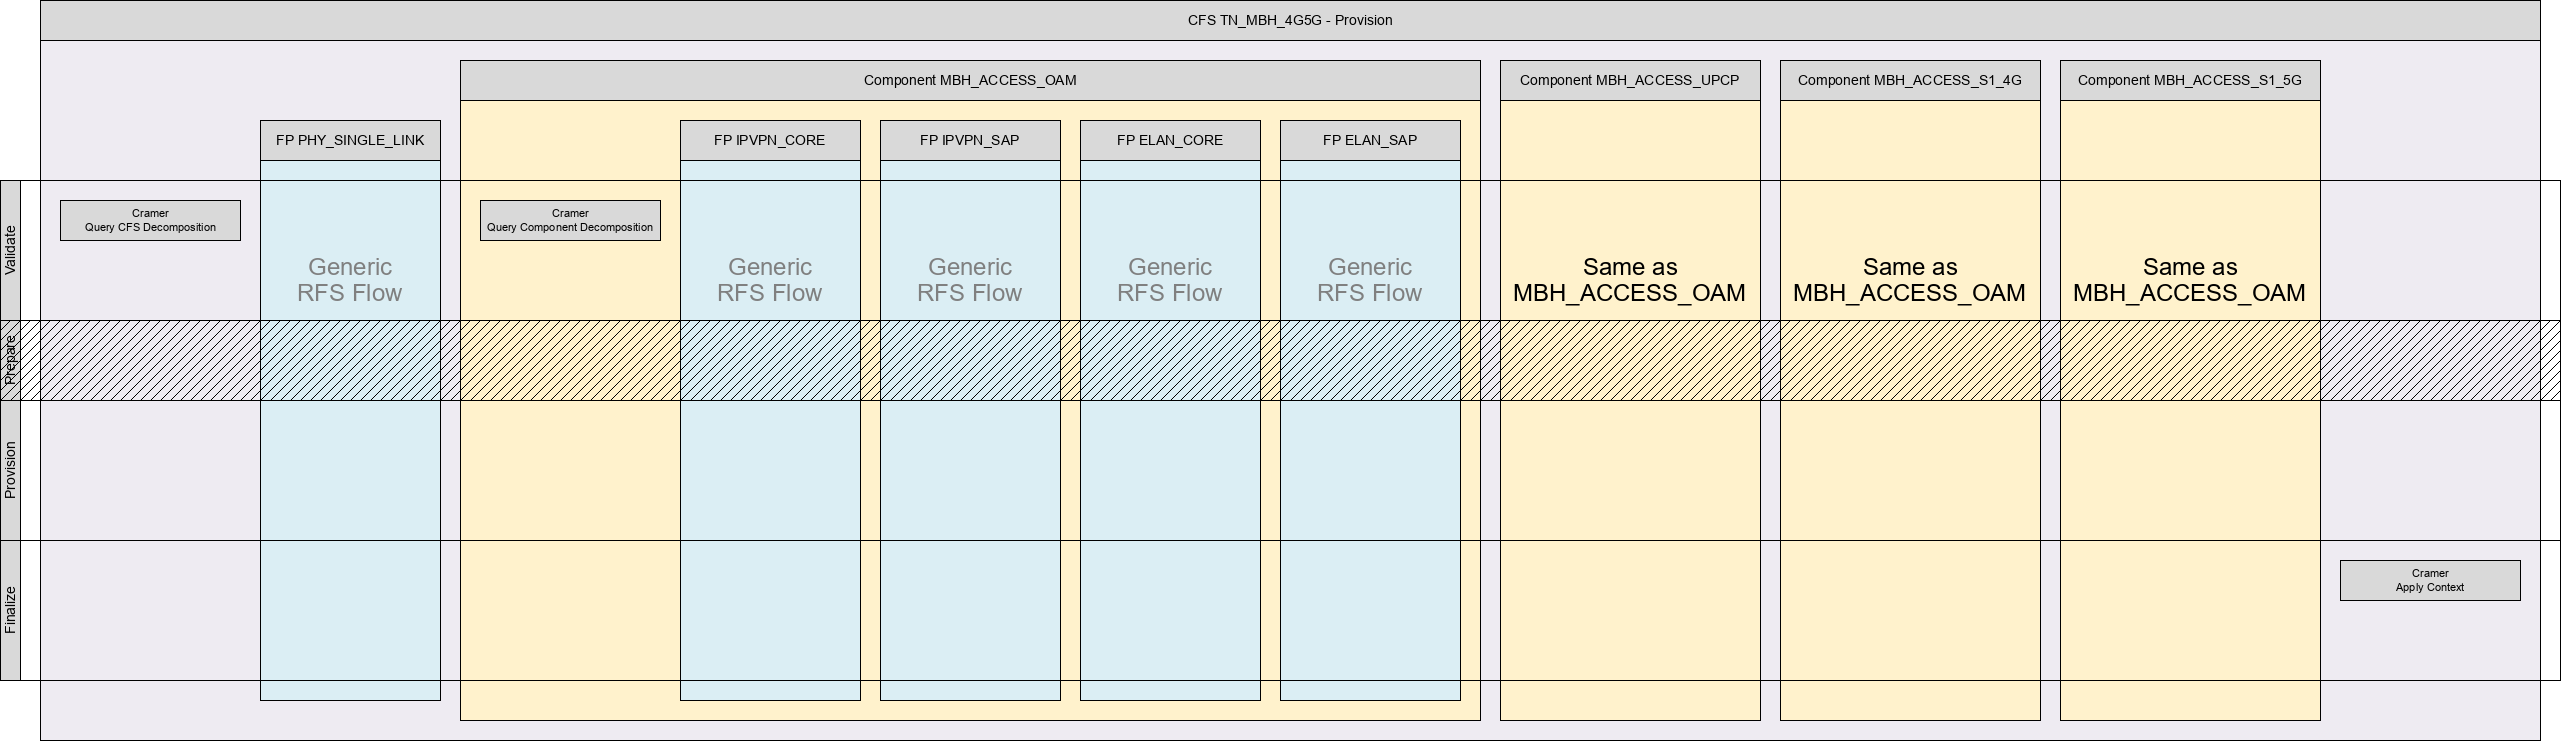 CFS TN_MBH_4G5G - Provision
Component MBH_ACCESS_OAM
Component MBH_ACCESS_UPCP
Component MBH_ACCESS_S1_4G
Component MBH_ACCESS_S1_5G
FP PHY_SINGLE_LINK
FP IPVPN_CORE
FP IPVPN_SAP
FP ELAN_CORE
FP ELAN_SAP
Validate
Cramer
Query CFS Decomposition
Generic
RFS Flow
Cramer
Query Component Decomposition
Generic
RFS Flow
Generic
RFS Flow
Generic
RFS Flow
Generic
RFS Flow
Same as
MBH_ACCESS_OAM
Same as
MBH_ACCESS_OAM
Same as
MBH_ACCESS_OAM
Prepare
Provision
Finalize
Cramer
Apply Context